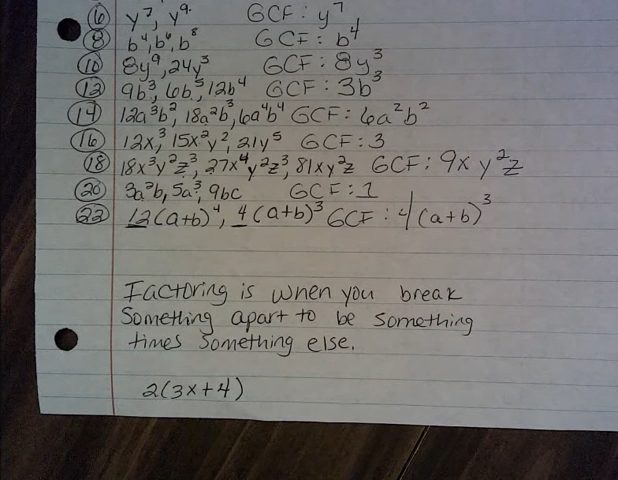 6 y⁷, y⁹ GCF: y⁷
8 b⁴, b⁶, b⁸ GCF: b⁴
10 8y⁹, 24y³ GCF: 8y³
12 9b³, 6b⁵, 12b⁴ GCF: 3b³
14 12a³b², 18a²b³, 6a⁴b⁴ GCF: 6a²b²
16 12x³, 15x²y², 21y⁵ GCF: 3
18 18x³y²z³, 27x⁴y²z³, 81xy²z GCF: 9xy²z
20 3a²b, 5a³, 9bc GCF: 1
22 12(a+b)⁴, 4(a+b)³ GCF: 4(a+b)³
Factoring is when you break
something apart to be something
times something else.
2(3x+4)